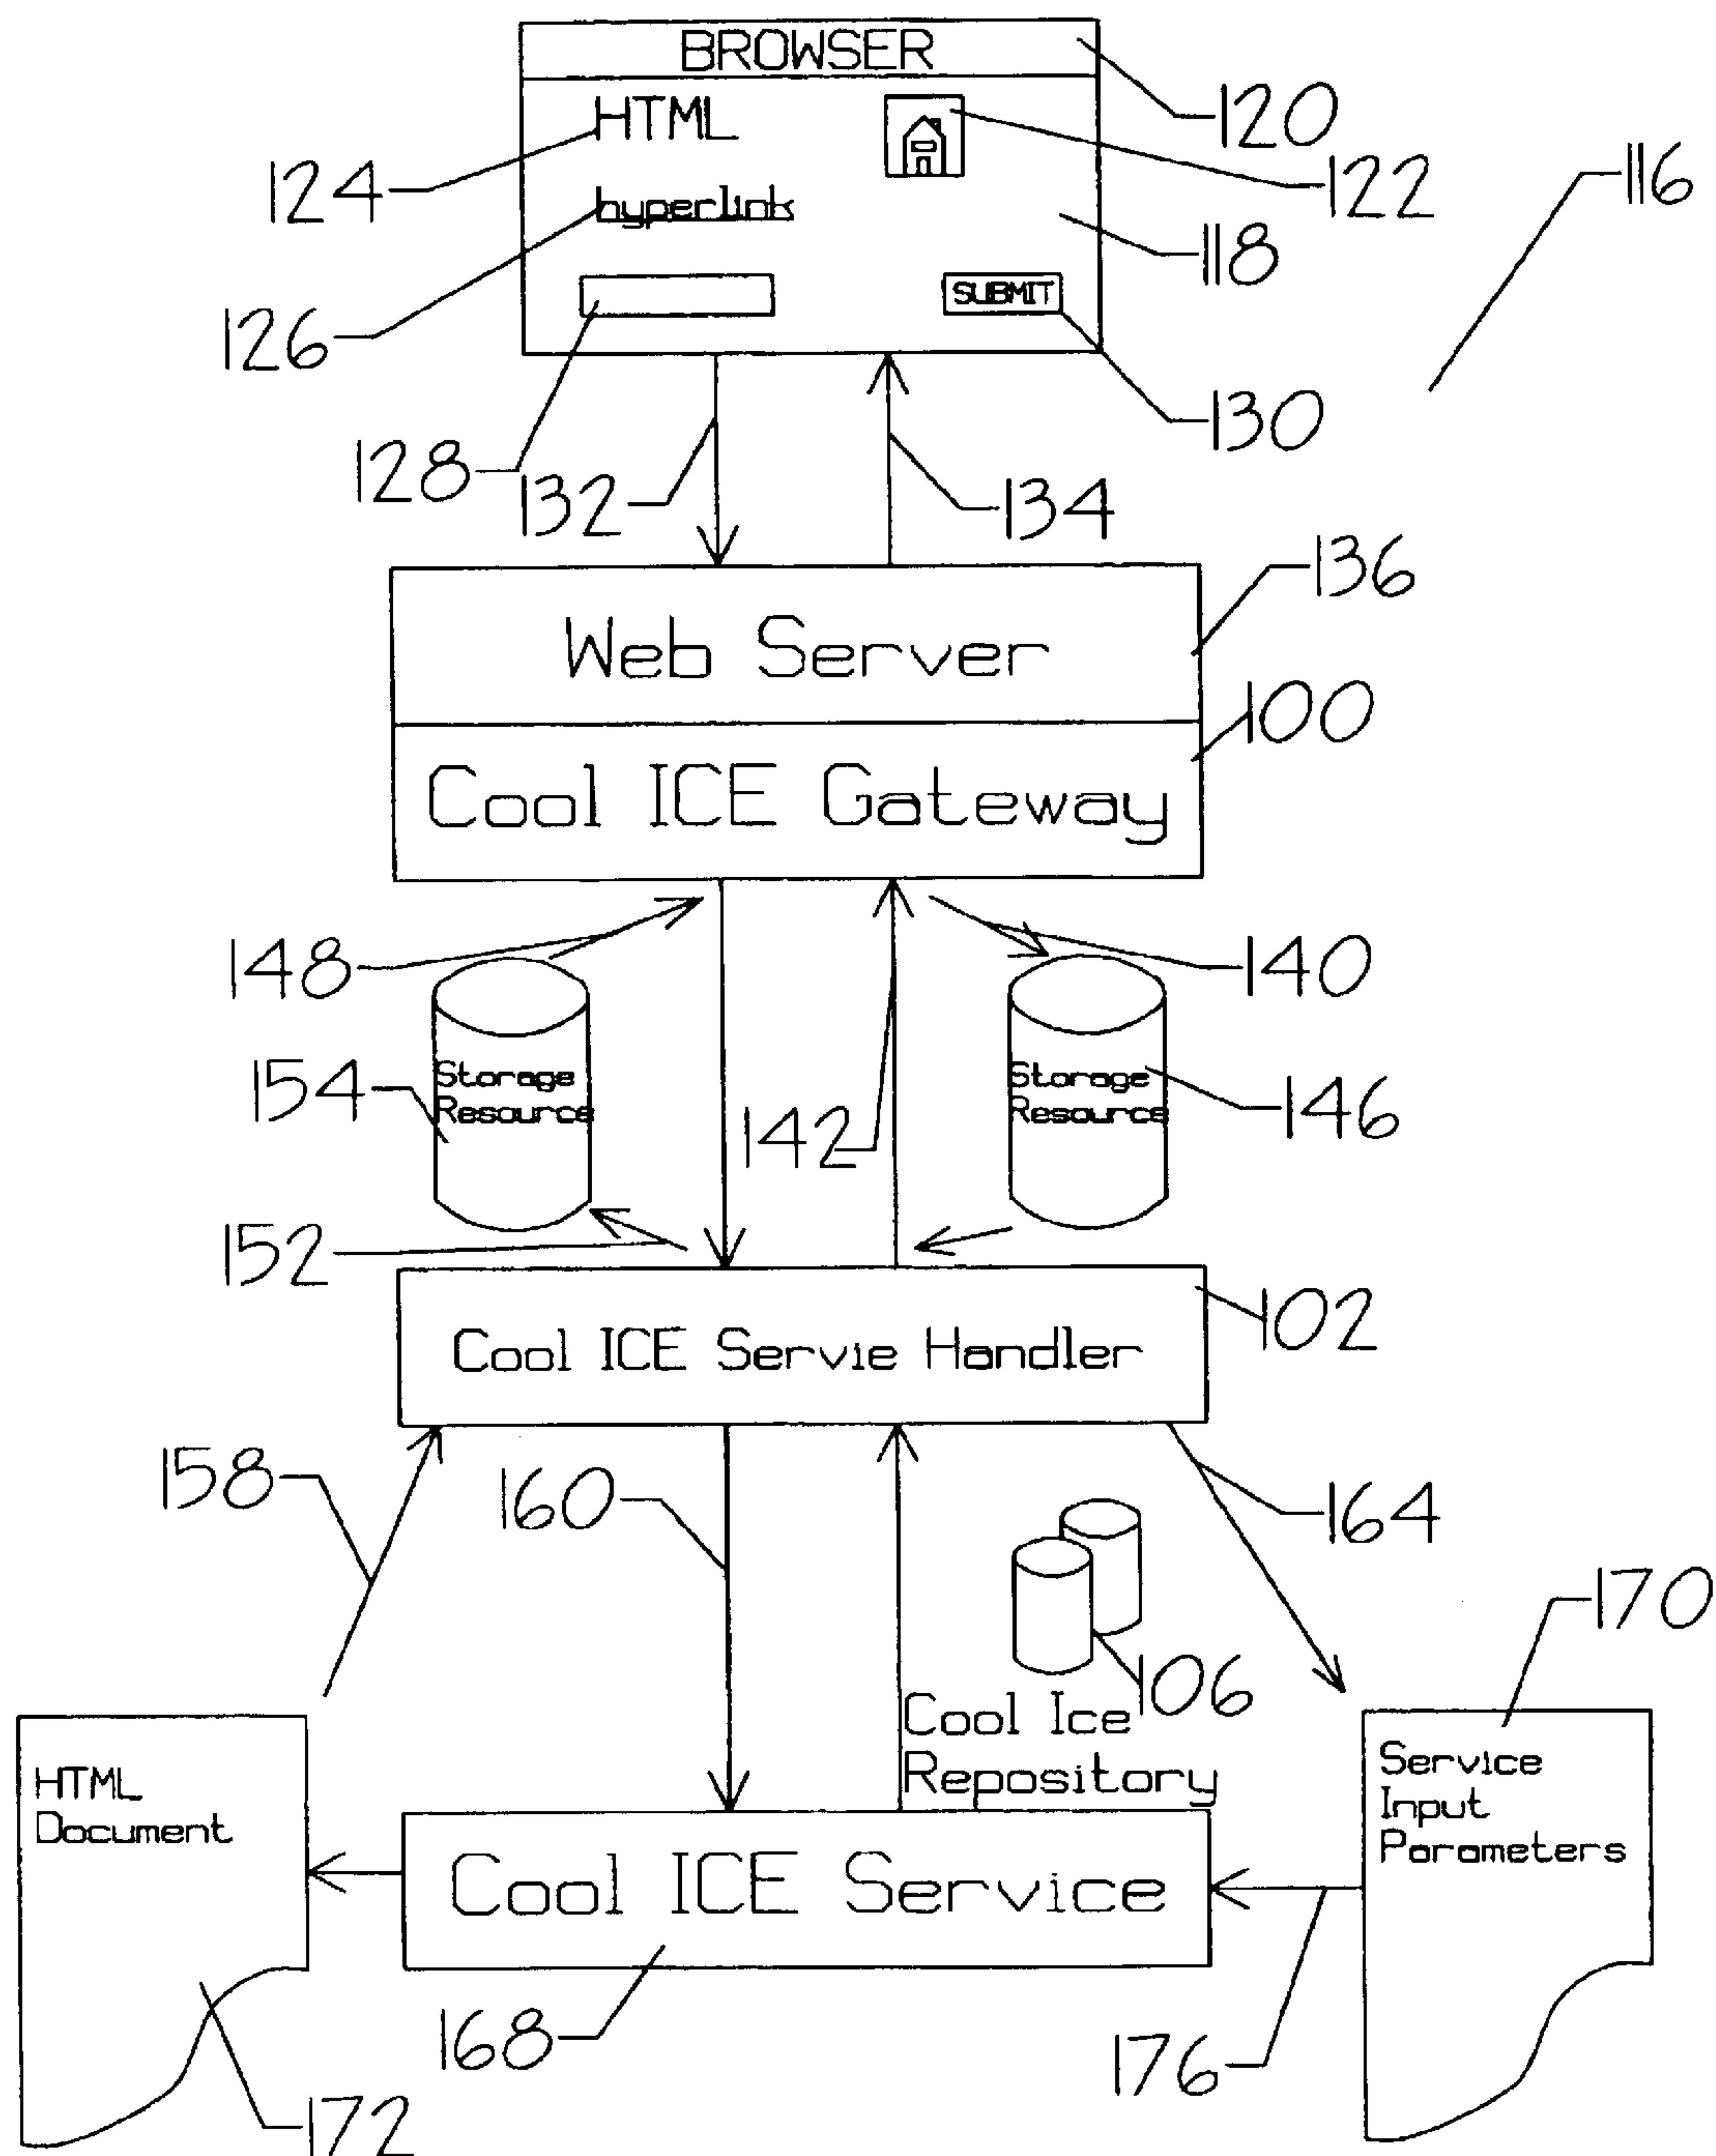 BROWSER
HTML
hyperlink
SUBMIT
120
122
124
116
118
126
130
128
132
134
136
Web Server
100
Cool ICE Gateway
148
140
154
Storage
Resource
Storage
Resource
146
142
152
102
Cool ICE Servie Handler
158
160
164
170
106
Cool Ice
Repository
HTML
Document
Service
Input
Parameters
Cool ICE Service
168
176
172